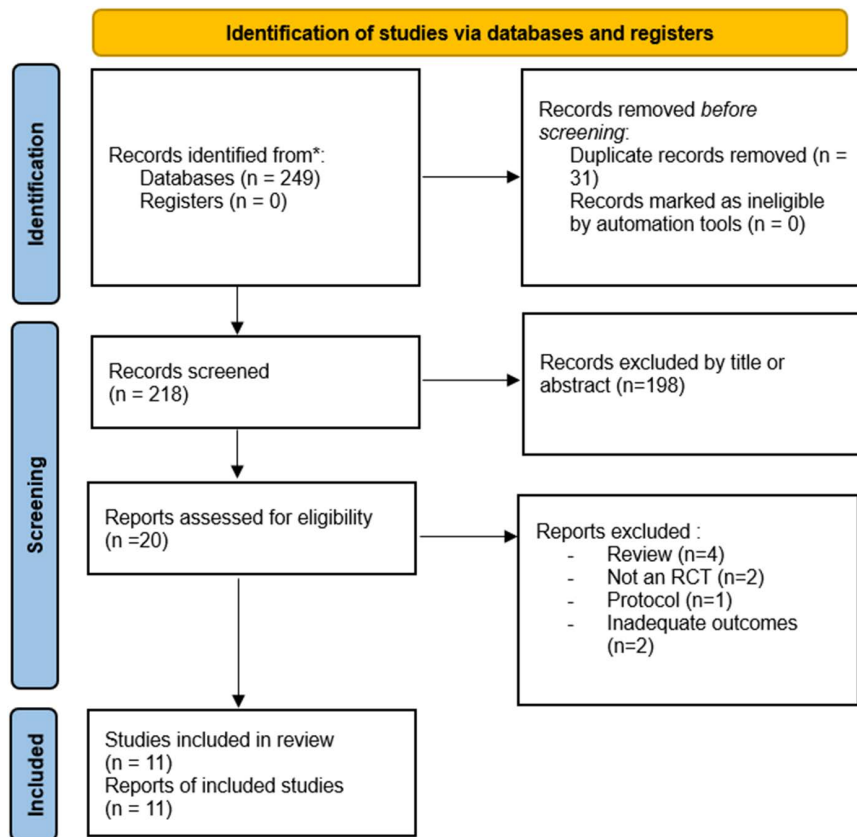 Identification of studies via databases and registers
Identification
Records identified from*:
Databases (n = 249)
Registers (n = 0)
Records removed before
screening:
Duplicate records removed (n =
31)
Records marked as ineligible
by automation tools (n = 0)
Screening
Records screened
(n = 218)
Records excluded by title or
abstract (n=198)
Reports assessed for eligibility
(n =20)
Reports excluded :
- Review (n=4)
- Not an RCT (n=2)
- Protocol (n=1)
- Inadequate outcomes
(n=2)
Included
Studies included in review
(n = 11)
Reports of included studies
(n = 11)